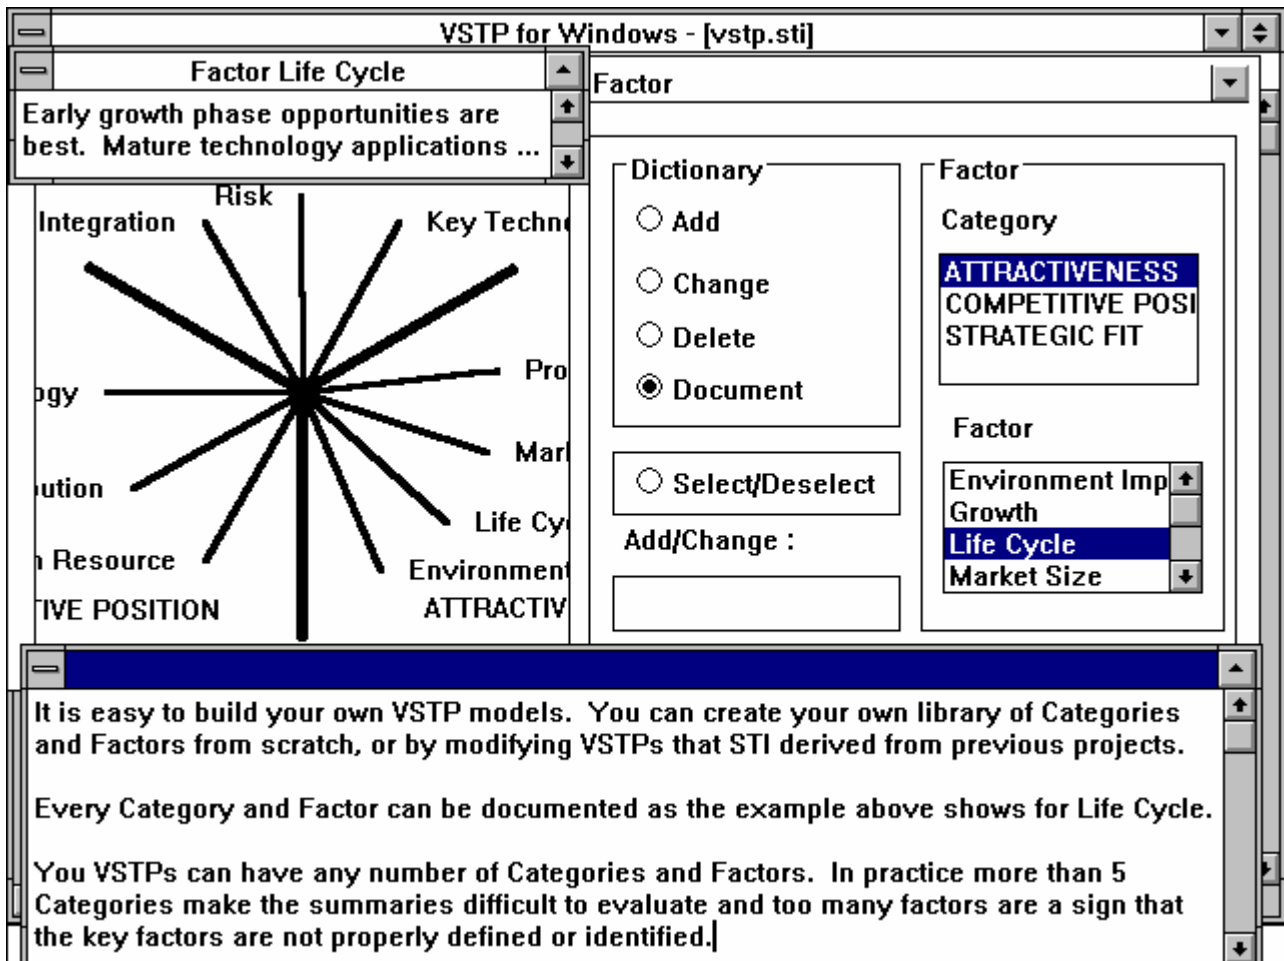 VSTP for Windows - [vstp.sti]
Factor Life Cycle
Early growth phase opportunities are
best.  Mature technology applications ...
Factor
Risk
Integration
Key Techn
ogy
Pro
Mar
ution
Life Cy
n Resource
Environment
TIVE POSITION
ATTRACTIV
Dictionary
Add
Change
Delete
Document
Select/Deselect
Add/Change :
Factor
Category
ATTRACTIVENESS
COMPETITIVE POSI
STRATEGIC FIT
Factor
Environment Imp
Growth
Life Cycle
Market Size
It is easy to build your own VSTP models.  You can create your own library of Categories
and Factors from scratch, or by modifying VSTPs that STI derived from previous projects.
Every Category and Factor can be documented as the example above shows for Life Cycle.
You VSTPs can have any number of Categories and Factors.  In practice more than 5
Categories make the summaries difficult to evaluate and too many factors are a sign that
the key factors are not properly defined or identified.